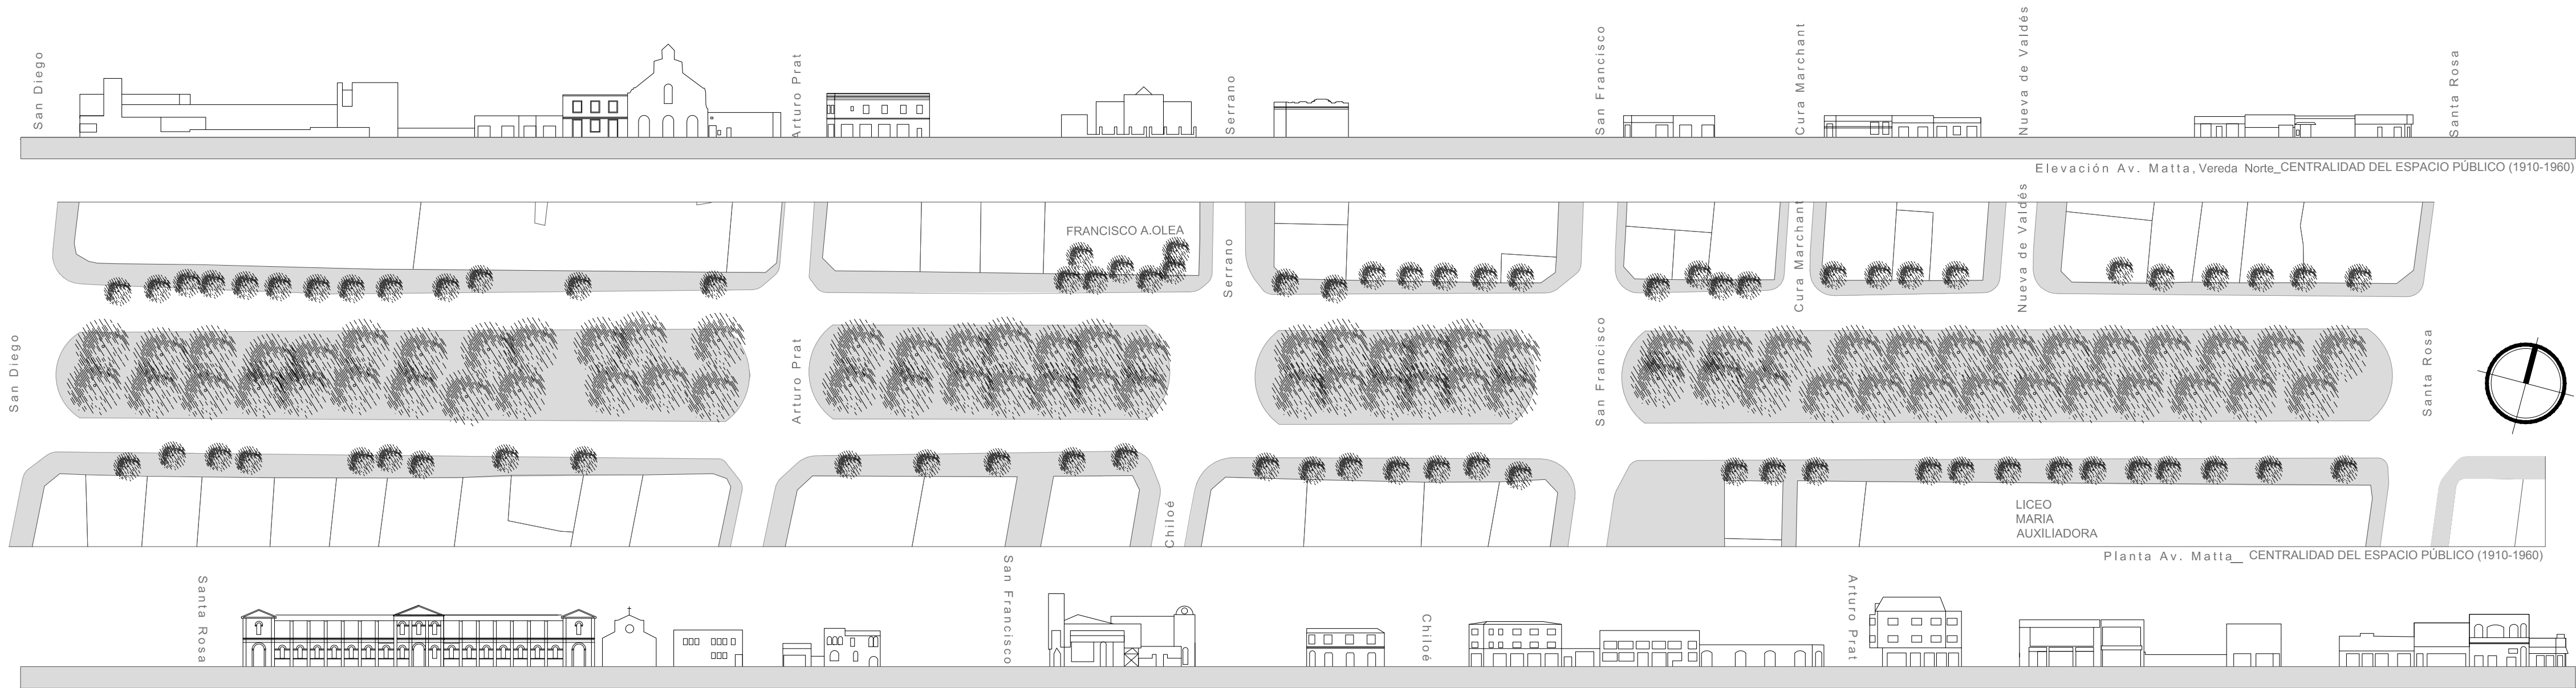 San Diego
Arturo Prat
Serrano
San Francisco
Cura Marchant
Nueva de Valdés
Santa Rosa
Elevación Av. Matta, Vereda Norte_CENTRALIDAD DEL ESPACIO PÚBLICO (1910-1960)
FRANCISCO A.OLEA
Serrano
Cura Marchant
Nueva de Valdés
San Diego
Arturo Prat
San Francisco
Santa Rosa
Chiloé
LICEO
MARIA
AUXILIADORA
Planta Av. Matta__ CENTRALIDAD DEL ESPACIO PÚBLICO (1910-1960)
Santa Rosa
San Francisco
Chiloé
Arturo Prat